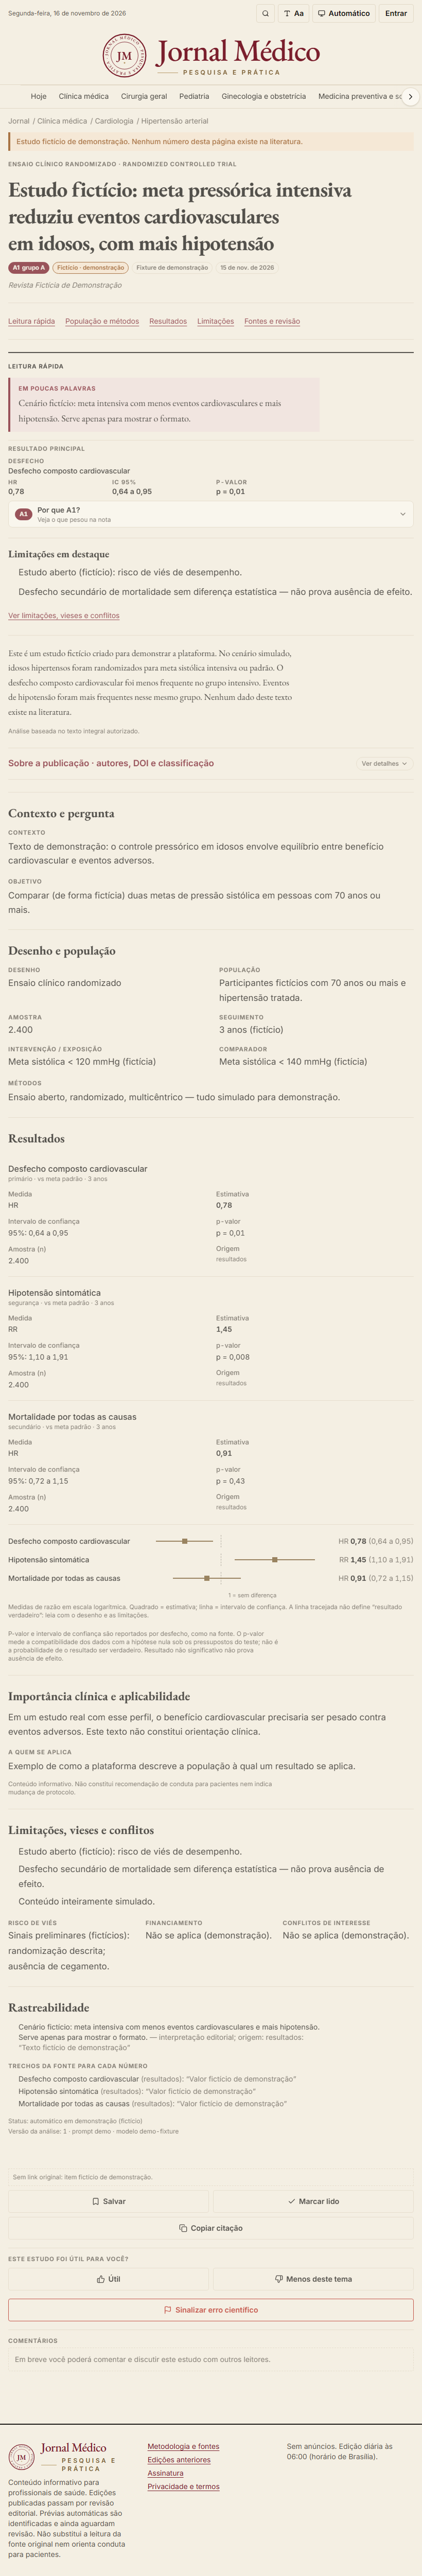 Segunda-feira, 16 de novembro de 2026
Aa
Automático
Entrar
JM
Jornal Médico
PESQUISA E PRÁTICA
Hoje
Clínica médica
Cirurgia geral
Pediatria
Ginecologia e obstetrícia
Medicina preventiva e so
Jornal / Clínica médica / Cardiologia / Hipertensão arterial
Estudo fictício de demonstração. Nenhum número desta página existe na literatura.
ENSAIO CLÍNICO RANDOMIZADO · RANDOMIZED CONTROLLED TRIAL
Estudo fictício: meta pressórica intensiva
reduziu eventos cardiovasculares
em idosos, com mais hipotensão
A1 grupo A
Fictício · demonstração
Fixture de demonstração
15 de nov. de 2026
Revista Fictícia de Demonstração
Leitura rápida
População e métodos
Resultados
Limitações
Fontes e revisão
LEITURA RÁPIDA
EM POUCAS PALAVRAS
Cenário fictício: meta intensiva com menos eventos cardiovasculares e mais
hipotensão. Serve apenas para mostrar o formato.
RESULTADO PRINCIPAL
DESFECHO
Desfecho composto cardiovascular
HR
IC 95%
P-VALOR
0,78
0,64 a 0,95
p = 0,01
A1
Por que A1?
Veja o que pesou na nota
Limitações em destaque
Estudo aberto (fictício): risco de viés de desempenho.
Desfecho secundário de mortalidade sem diferença estatística — não prova ausência de efeito.
Ver limitações, vieses e conflitos
Este é um estudo fictício criado para demonstrar a plataforma. No cenário simulado,
idosos hipertensos foram randomizados para meta sistólica intensiva ou padrão. O
desfecho composto cardiovascular foi menos frequente no grupo intensivo. Eventos
de hipotensão foram mais frequentes nesse mesmo grupo. Nenhum dado deste texto
existe na literatura.
Análise baseada no texto integral autorizado.
Sobre a publicação · autores, DOI e classificação
Ver detalhes
Contexto e pergunta
CONTEXTO
Texto de demonstração: o controle pressórico em idosos envolve equilíbrio entre benefício
cardiovascular e eventos adversos.
OBJETIVO
Comparar (de forma fictícia) duas metas de pressão sistólica em pessoas com 70 anos ou
mais.
Desenho e população
DESENHO
POPULAÇÃO
Ensaio clínico randomizado
Participantes fictícios com 70 anos ou mais e
hipertensão tratada.
AMOSTRA
SEGUIMENTO
2.400
3 anos (fictício)
INTERVENÇÃO / EXPOSIÇÃO
COMPARADOR
Meta sistólica < 120 mmHg (fictícia)
Meta sistólica < 140 mmHg (fictícia)
MÉTODOS
Ensaio aberto, randomizado, multicêntrico — tudo simulado para demonstração.
Resultados
Desfecho composto cardiovascular
primário · vs meta padrão · 3 anos
Medida
Estimativa
HR
0,78
Intervalo de confiança
p-valor
95%: 0,64 a 0,95
p = 0,01
Amostra (n)
Origem
2.400
resultados
Hipotensão sintomática
segurança · vs meta padrão · 3 anos
Medida
Estimativa
RR
1,45
Intervalo de confiança
p-valor
95%: 1,10 a 1,91
p = 0,008
Amostra (n)
Origem
2.400
resultados
Mortalidade por todas as causas
secundário · vs meta padrão · 3 anos
Medida
Estimativa
HR
0,91
Intervalo de confiança
p-valor
95%: 0,72 a 1,15
p = 0,43
Amostra (n)
Origem
2.400
resultados
Desfecho composto cardiovascular
HR 0,78 (0,64 a 0,95)
Hipotensão sintomática
RR 1,45 (1,10 a 1,91)
Mortalidade por todas as causas
HR 0,91 (0,72 a 1,15)
1 = sem diferença
Medidas de razão em escala logarítmica. Quadrado = estimativa; linha = intervalo de confiança. A linha tracejada não define “resultado
verdadeiro”: leia com o desenho e as limitações.
P-valor e intervalo de confiança são reportados por desfecho, como na fonte. O p-valor
mede a compatibilidade dos dados com a hipótese nula sob os pressupostos do teste; não é
a probabilidade de o resultado ser verdadeiro. Resultado não significativo não prova
ausência de efeito.
Importância clínica e aplicabilidade
Em um estudo real com esse perfil, o benefício cardiovascular precisaria ser pesado contra
eventos adversos. Este texto não constitui orientação clínica.
A QUEM SE APLICA
Exemplo de como a plataforma descreve a população à qual um resultado se aplica.
Conteúdo informativo. Não constitui recomendação de conduta para pacientes nem indica
mudança de protocolo.
Limitações, vieses e conflitos
Estudo aberto (fictício): risco de viés de desempenho.
Desfecho secundário de mortalidade sem diferença estatística — não prova ausência de
efeito.
Conteúdo inteiramente simulado.
RISCO DE VIÉS
FINANCIAMENTO
CONFLITOS DE INTERESSE
Sinais preliminares (fictícios):
randomização descrita;
ausência de cegamento.
Não se aplica (demonstração).
Não se aplica (demonstração).
Rastreabilidade
Cenário fictício: meta intensiva com menos eventos cardiovasculares e mais hipotensão.
Serve apenas para mostrar o formato. — interpretação editorial; origem: resultados:
“Texto fictício de demonstração”
TRECHOS DA FONTE PARA CADA NÚMERO
Desfecho composto cardiovascular (resultados): “Valor fictício de demonstração”
Hipotensão sintomática (resultados): “Valor fictício de demonstração”
Mortalidade por todas as causas (resultados): “Valor fictício de demonstração”
Status: automático em demonstração (fictício)
Versão da análise: 1 · prompt demo · modelo demo-fixture
Sem link original: item fictício de demonstração.
Salvar
Marcar lido
Copiar citação
ESTE ESTUDO FOI ÚTIL PARA VOCÊ?
Útil
Menos deste tema
Sinalizar erro científico
COMENTÁRIOS
Em breve você poderá comentar e discutir este estudo com outros leitores.
JM
Jornal Médico
PESQUISA E
PRÁTICA
Conteúdo informativo para
profissionais de saúde. Edições
publicadas passam por revisão
editorial. Prévias automáticas são
identificadas e ainda aguardam
revisão. Não substitui a leitura da
fonte original nem orienta conduta
para pacientes.
Metodologia e fontes
Edições anteriores
Assinatura
Privacidade e termos
Sem anúncios. Edição diária às
06:00 (horário de Brasília).